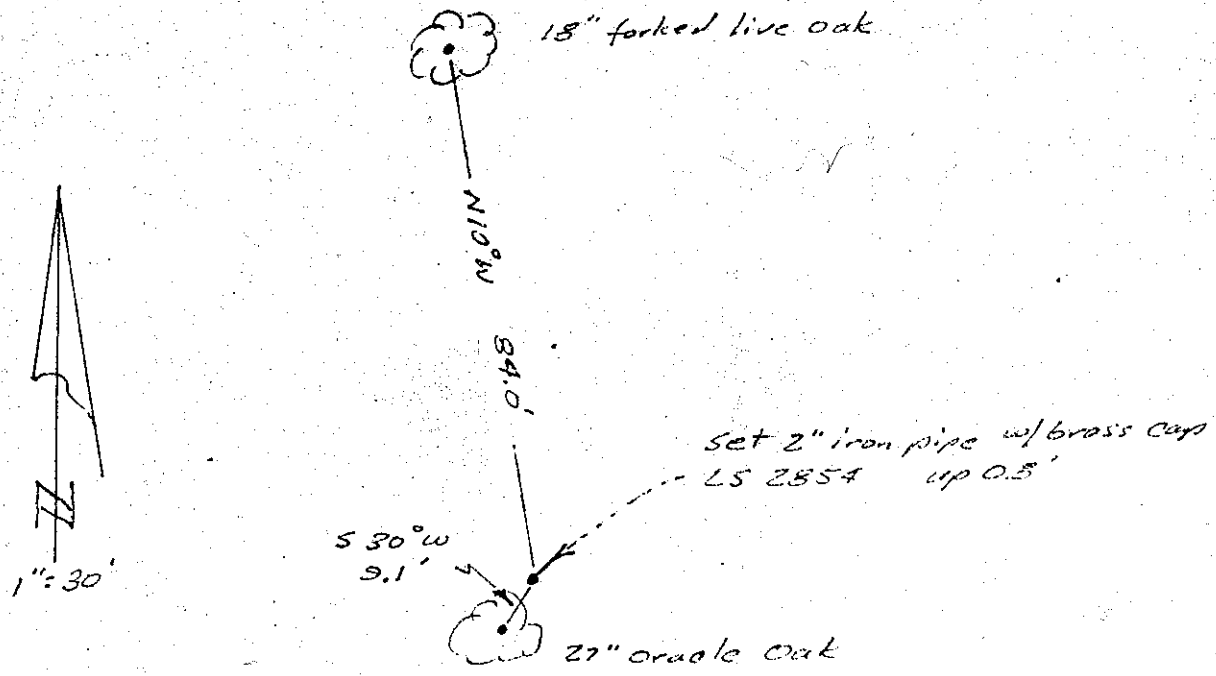 18" forked live oak
N10°W 84.0'
set 2" iron pipe w/brass cap
LS 2854 up 0.5'
S 30°W
9.1'
N
1"=30'
27" oracle oak